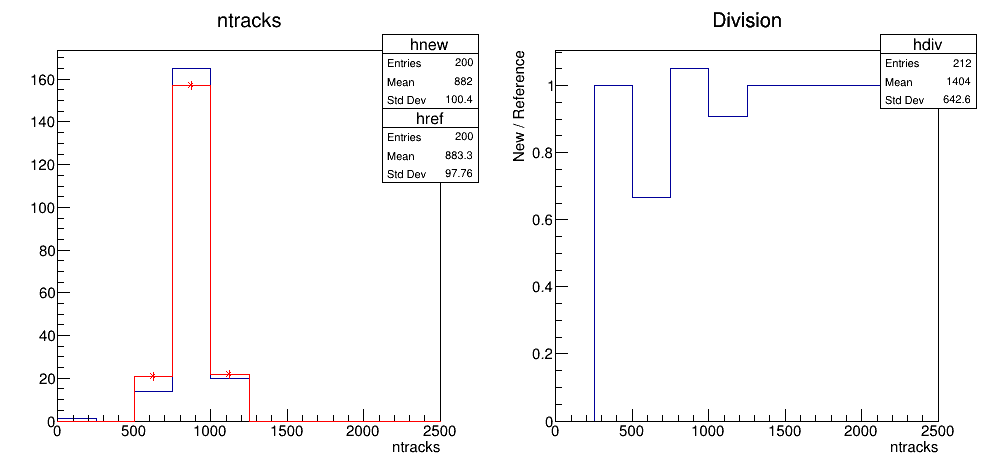 ntracks
hnew
Entries 200
Mean 882
Std Dev 100.4
href
Entries 200
Mean 883.3
Std Dev 97.76
160
140
120
100
80
60
40
20
0
0 500 1000 1500 2000 2500
ntracks
Division
hdiv
Entries 212
Mean 1404
Std Dev 642.6
New / Reference
1
0.8
0.6
0.4
0.2
0
0 500 1000 1500 2000 2500
ntracks